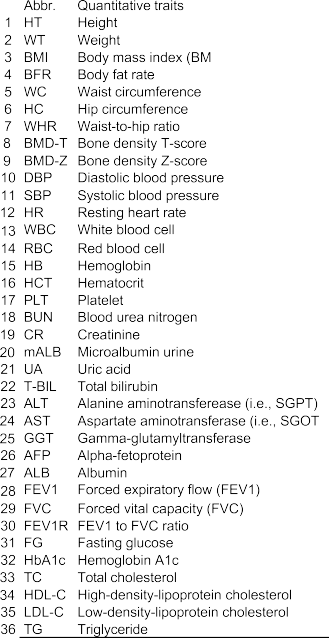 Abbr. Quantitative traits
1 HT Height
2 WT Weight
3 BMI Body mass index (BM
4 BFR Body fat rate
5 WC Waist circumference
6 HC Hip circumference
7 WHR Waist-to-hip ratio
8 BMD-T Bone density T-score
9 BMD-Z Bone density Z-score
10 DBP Diastolic blood pressure
11 SBP Systolic blood pressure
12 HR Resting heart rate
13 WBC White blood cell
14 RBC Red blood cell
15 HB Hemoglobin
16 HCT Hematocrit
17 PLT Platelet
18 BUN Blood urea nitrogen
19 CR Creatinine
20 mALB Microalbumin urine
21 UA Uric acid
22 T-BIL Total bilirubin
23 ALT Alanine aminotransferease (i.e., SGPT)
24 AST Aspartate aminotransferase (i.e., SGOT
25 GGT Gamma-glutamyltransferase
26 AFP Alpha-fetoprotein
27 ALB Albumin
28 FEV1 Forced expiratory flow (FEV1)
29 FVC Forced vital capacity (FVC)
30 FEV1R FEV1 to FVC ratio
31 FG Fasting glucose
32 HbA1c Hemoglobin A1c
33 TC Total cholesterol
34 HDL-C High-density-lipoprotein cholesterol
35 LDL-C Low-density-lipoprotein cholesterol
36 TG Triglyceride